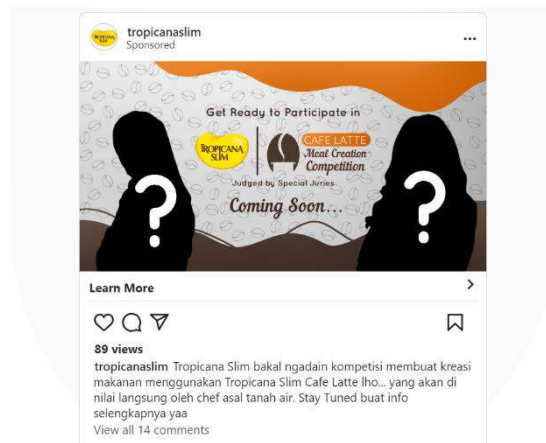 tropicanaslim
Sponsored
Get Ready to Participate in
TROPICANA
SLIM
CAFE LATTE
Meal Creation
Competition
Judged by Special Juries
Coming Soon...
? ?
Learn More
89 views
tropicanaslim Tropicana Slim bakal ngadain kompetisi membuat kreasi
makanan menggunakan Tropicana Slim Cafe Latte lho... yang akan di
nilai langsung oleh chef asal tanah air. Stay Tuned buat info
selengkapnya yaa
View all 14 comments